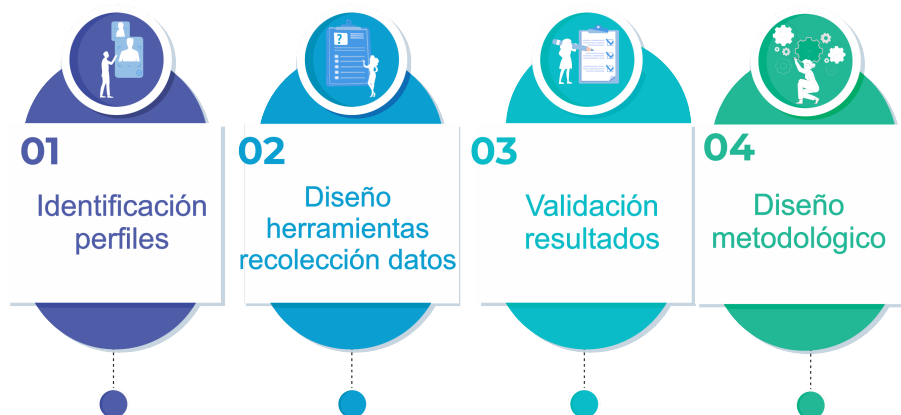 01
Identificación
perfiles
02
Diseño
herramientas
recolección datos
03
Validación
resultados
04
Diseño
metodológico
?